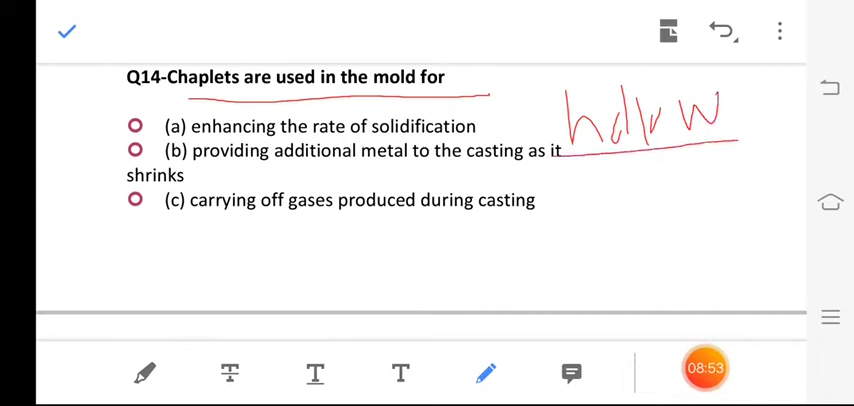 Q14-Chaplets are used in the mold for
hollow
(a) enhancing the rate of solidification
(b) providing additional metal to the casting as it
shrinks
(c) carrying off gases produced during casting
T
T
T
08:53